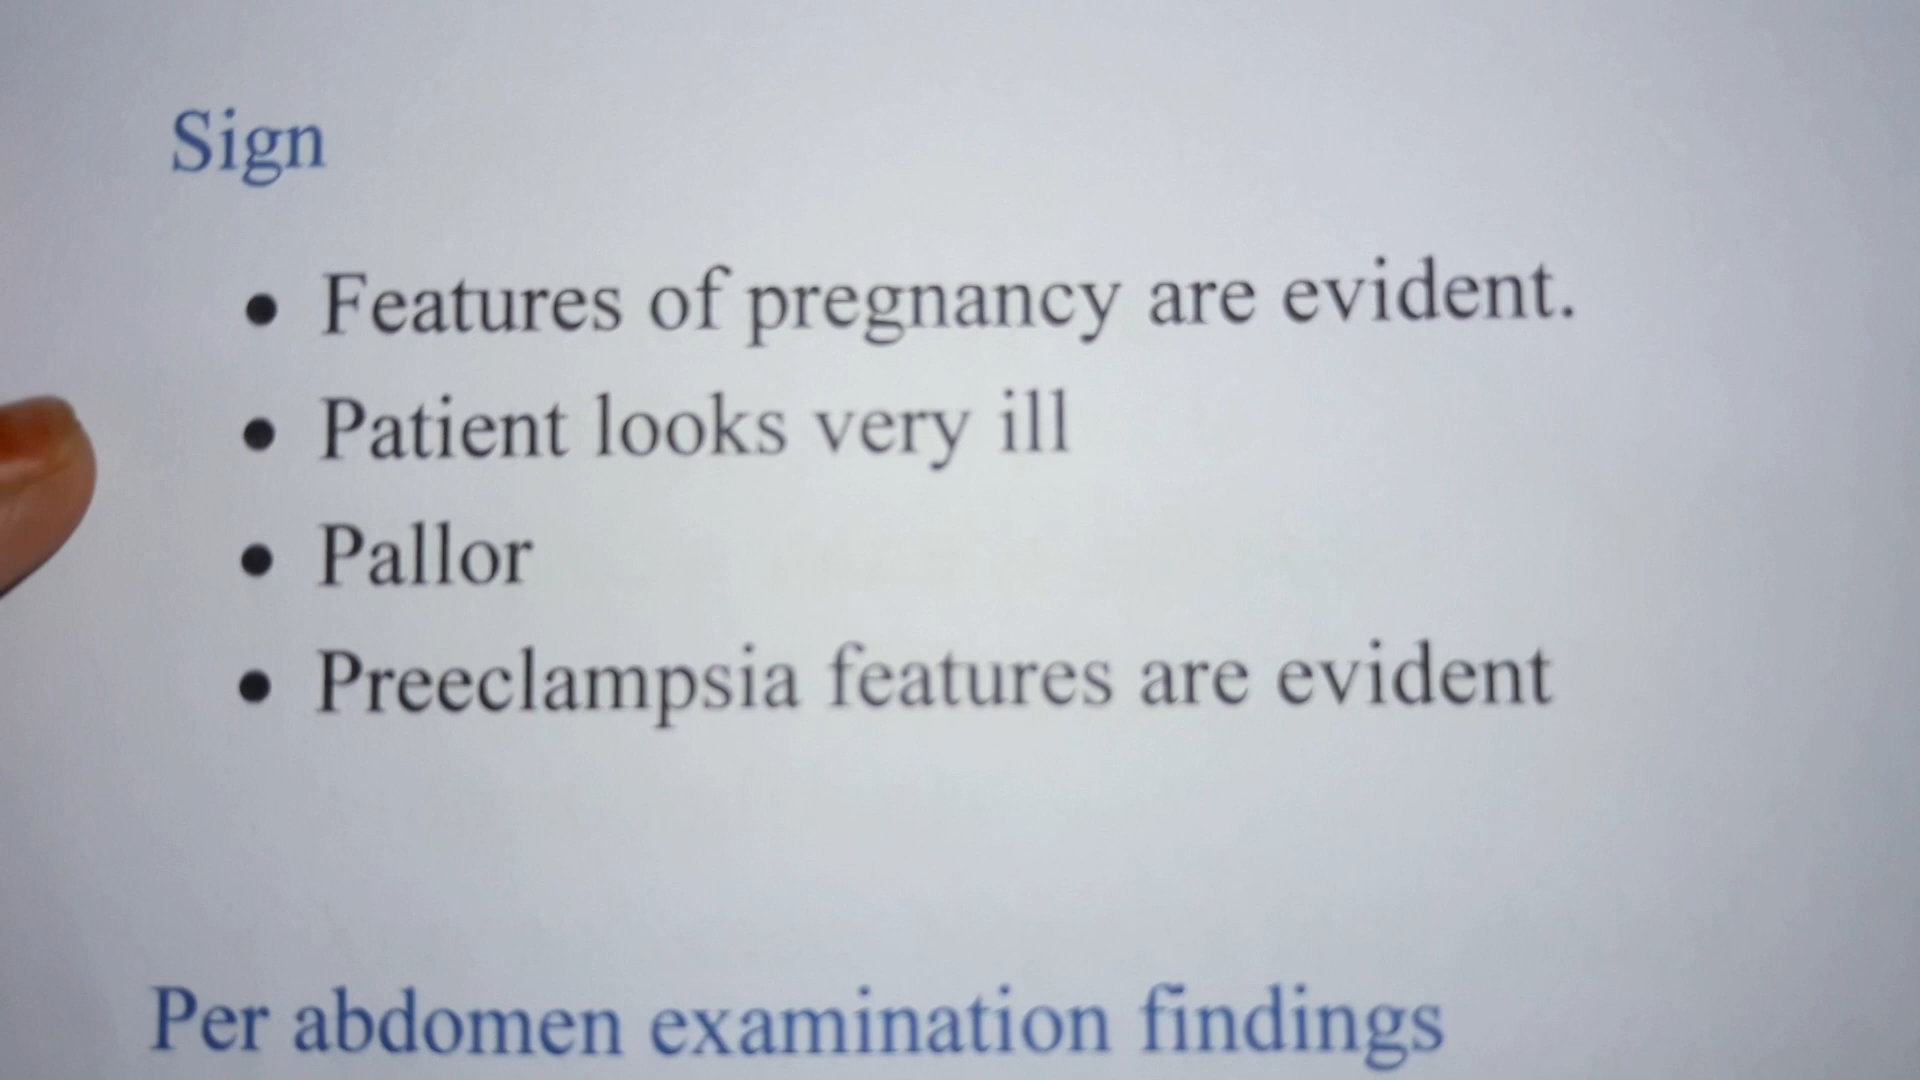 Sign
• Features of pregnancy are evident.
• Patient looks very ill
• Pallor
• Preeclampsia features are evident
Per abdomen examination findings